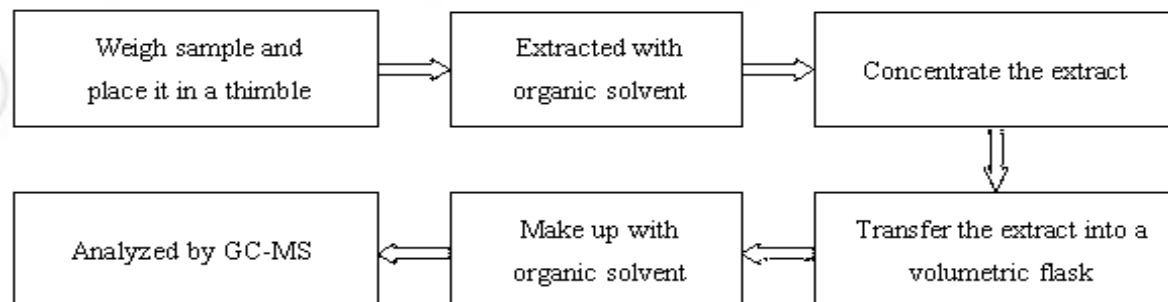 Weigh sample and
place it in a thimble
Extracted with
organic solvent
Concentrate the extract
Transfer the extract into a
volumetric flask
Make up with
organic solvent
Analyzed by GC-MS